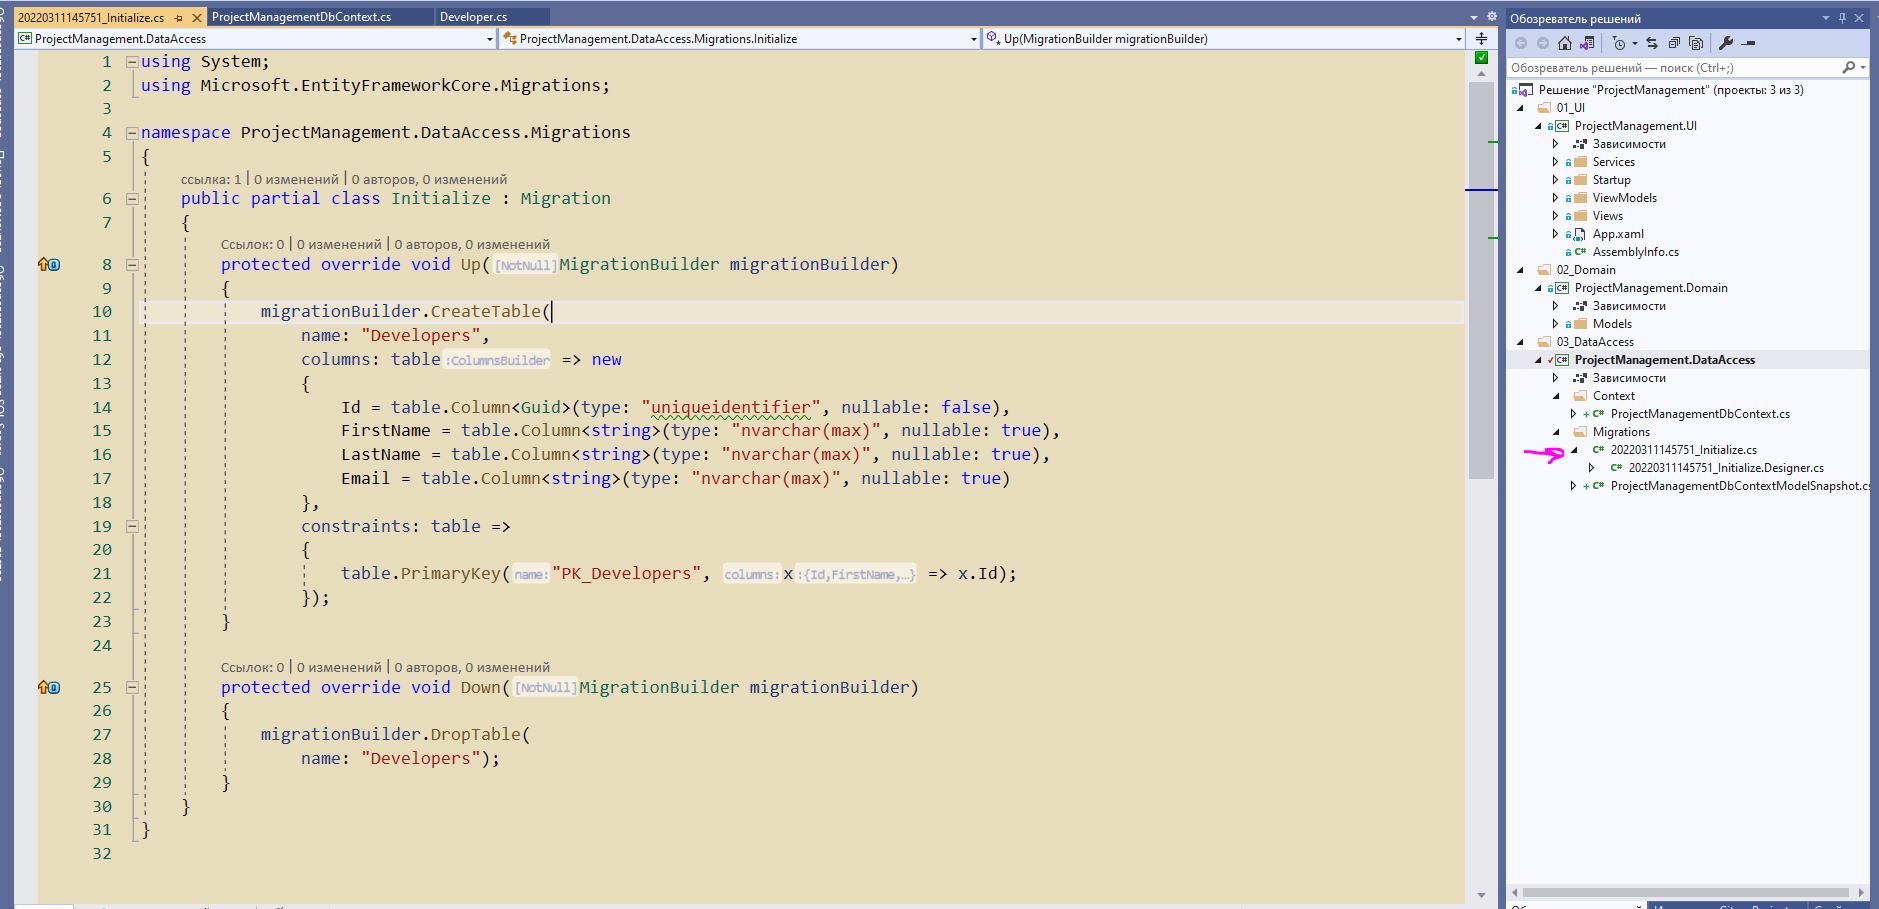 20220311145751_Initialize.cs
ProjectManagementDbContext.cs
Developer.cs
ProjectManagement.DataAccess
ProjectManagement.DataAccess.Migrations.Initialize
Up(MigrationBuilder migrationBuilder)
1 using System;
2 using Microsoft.EntityFrameworkCore.Migrations;
3
4 namespace ProjectManagement.DataAccess.Migrations
5 {
ссылка: 1 | 0 изменений | 0 авторов, 0 изменений
6 public partial class Initialize : Migration
7 {
Ссылок: 0 | 0 изменений | 0 авторов, 0 изменений
8 protected override void Up([NotNull]MigrationBuilder migrationBuilder)
9 {
10 migrationBuilder.CreateTable(
11 name: "Developers",
12 columns: table:ColumnsBuilder => new
13 {
14 Id = table.Column<Guid>(type: "uniqueidentifier", nullable: false),
15 FirstName = table.Column<string>(type: "nvarchar(max)", nullable: true),
16 LastName = table.Column<string>(type: "nvarchar(max)", nullable: true),
17 Email = table.Column<string>(type: "nvarchar(max)", nullable: true)
18 },
19 constraints: table =>
20 {
21 table.PrimaryKey(name: "PK_Developers", columns: x:{Id,FirstName,…} => x.Id);
22 });
23 }
24
Ссылок: 0 | 0 изменений | 0 авторов, 0 изменений
25 protected override void Down([NotNull]MigrationBuilder migrationBuilder)
26 {
27 migrationBuilder.DropTable(
28 name: "Developers");
29 }
30 }
31 }
32
Обозреватель решений
Обозреватель решений — поиск (Ctrl+;)
Решение "ProjectManagement" (проекты: 3 из 3)
01_UI
ProjectManagement.UI
Зависимости
Services
Startup
ViewModels
Views
App.xaml
AssemblyInfo.cs
02_Domain
ProjectManagement.Domain
Зависимости
Models
03_DataAccess
ProjectManagement.DataAccess
Зависимости
Context
ProjectManagementDbContext.cs
Migrations
20220311145751_Initialize.cs
20220311145751_Initialize.Designer.cs
ProjectManagementDbContextModelSnapshot.cs